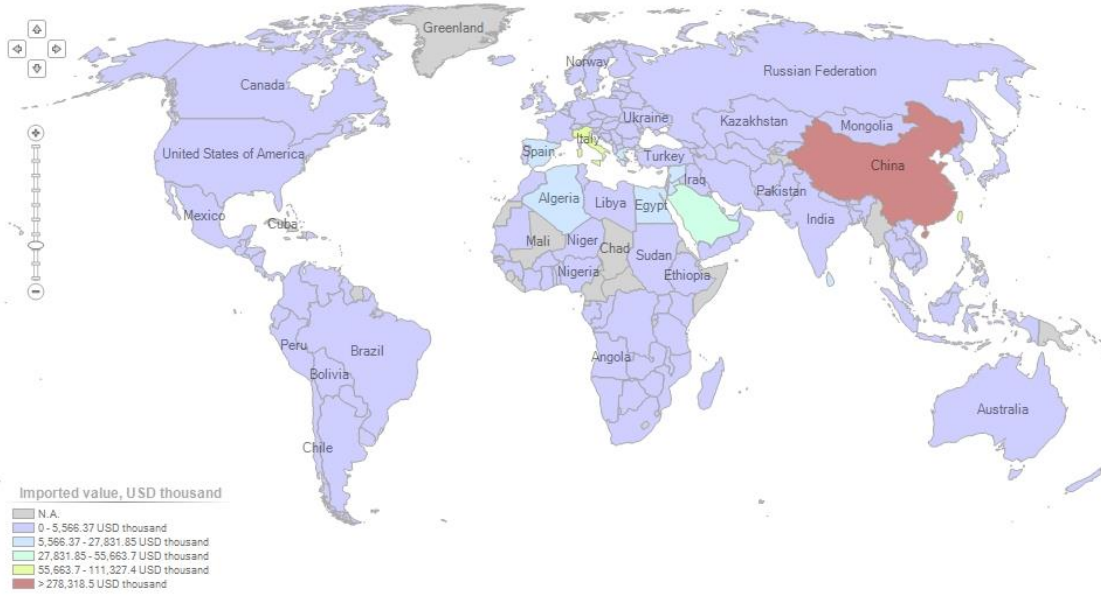 Greenland
Norway
Canada
Russian Federation
Ukraine
Kazakhstan
Mongolia
United States of America
Spain
Italy
Turkey
China
Iraq
Pakistan
Mexico
Cuba
Algeria
Libya
Egypt
India
Mali
Niger
Chad
Sudan
Nigeria
Ethiopia
Peru
Brazil
Angola
Bolivia
Australia
Chile
Imported value, USD thousand
N.A.
0 - 5,566.37 USD thousand
5,566.37 - 27,831.85 USD thousand
27,831.85 - 55,663.7 USD thousand
55,663.7 - 111,327.4 USD thousand
> 278,318.5 USD thousand